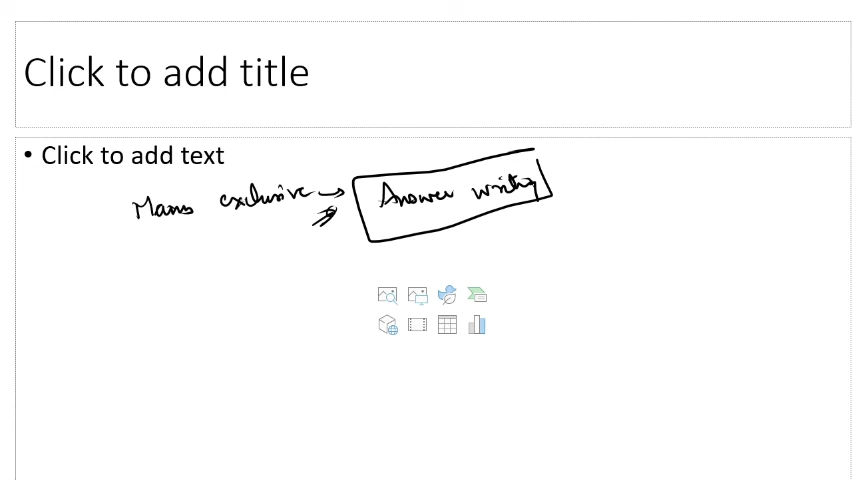 Click to add title
• Click to add text
Mains exclusive → Answer writing